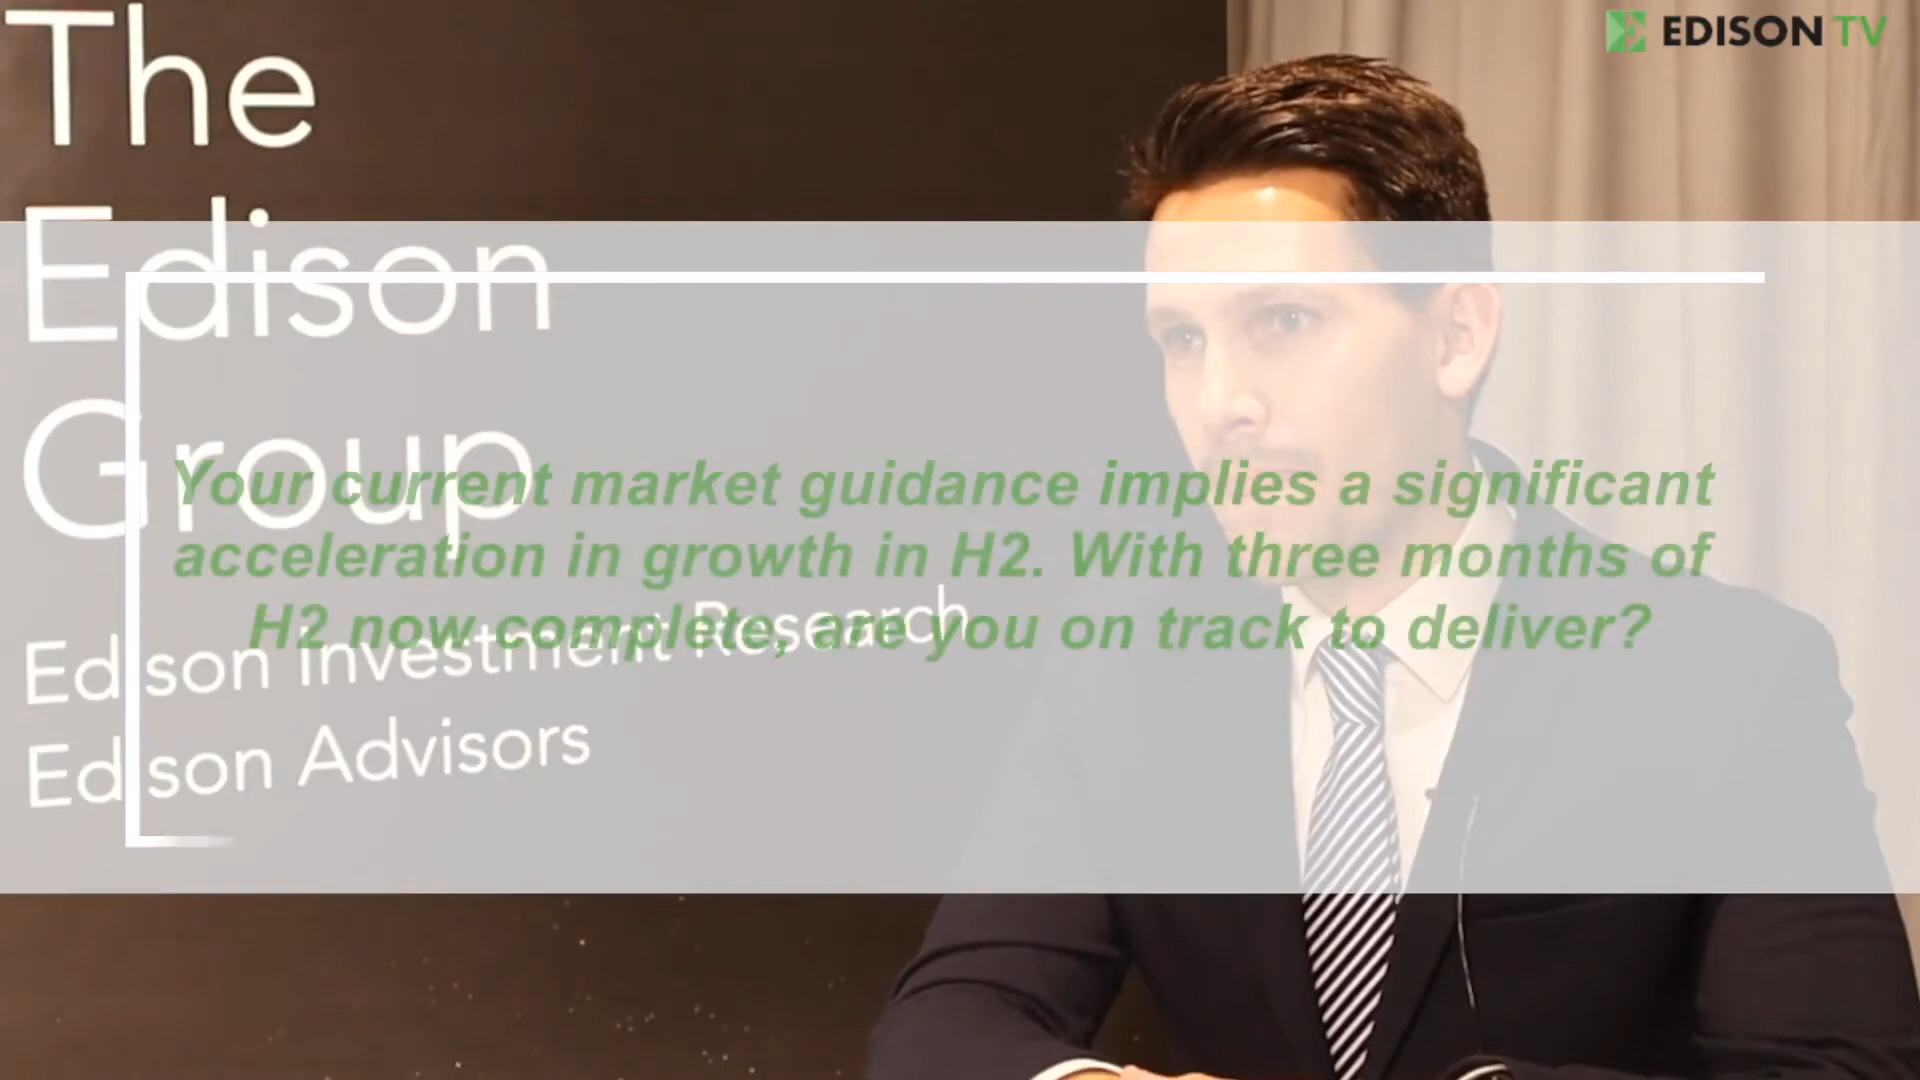 The
EDISON TV
Edison
Group
Your current market guidance implies a significant
acceleration in growth in H2. With three months of
H2 now complete, are you on track to deliver?
Edison Investment Research
Edison Advisors